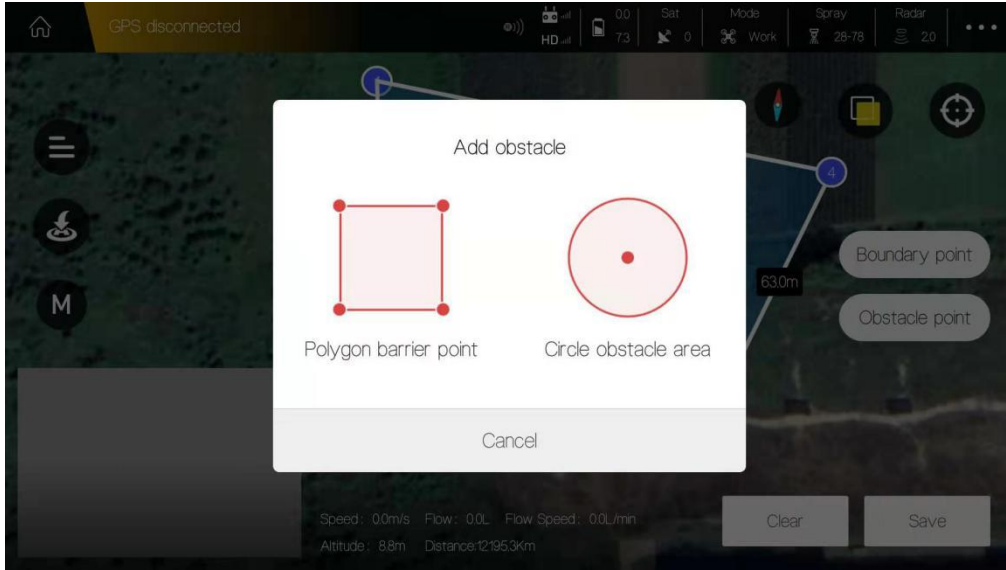 GPS disconnected
HD
0.0
7.3
Sat
0
Mode
Work
Spray
28-78
Radar
2.0
Add obstacle
4
Boundary point
63.0m
M
Obstacle point
Polygon barrier point
Circle obstacle area
Cancel
Speed: 0.0m/s Flow: 0.0L Flow Speed: 0.0L/min
Clear
Save
Altitude: 8.8m Distance:12195.3Km